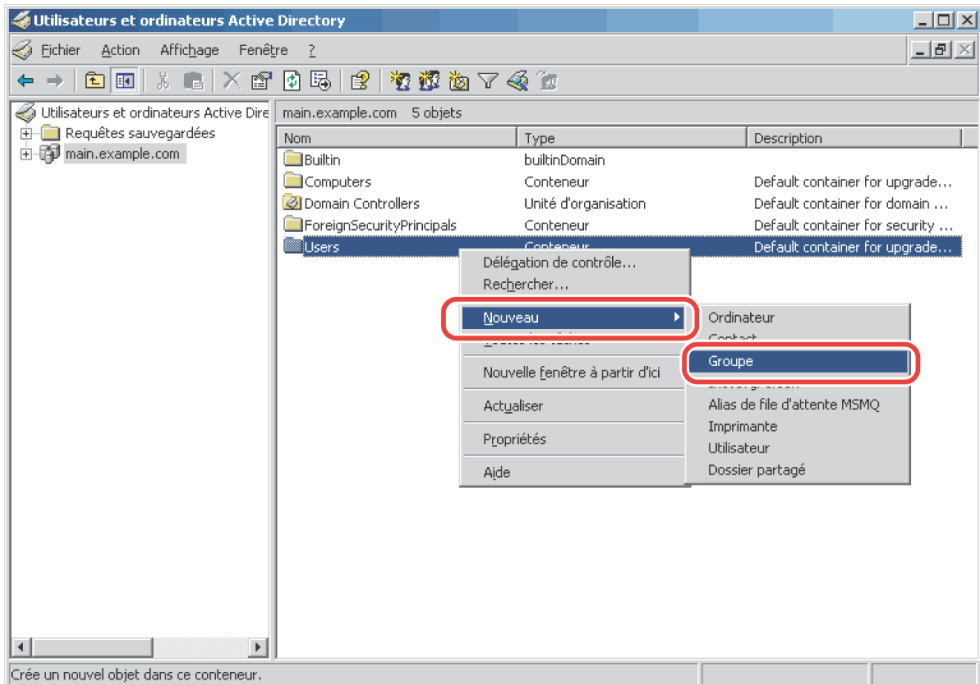 Utilisateurs et ordinateurs Active Directory
Fichier Action Affichage Fenêtre ?
Utilisateurs et ordinateurs Active Dire
Requêtes sauvegardées
main.example.com
main.example.com 5 objets
Nom Type Description
Builtin builtinDomain
Computers Conteneur Default container for upgrade...
Domain Controllers Unité d'organisation Default container for domain ...
ForeignSecurityPrincipals Conteneur Default container for security ...
Users Conteneur Default container for upgrade...
Délégation de contrôle...
Rechercher...
Nouveau
Nouvelle fenêtre à partir d'ici
Actualiser
Propriétés
Aide
Ordinateur
Contact
Groupe
Alias de file d'attente MSMQ
Imprimante
Utilisateur
Dossier partagé
Crée un nouvel objet dans ce conteneur.